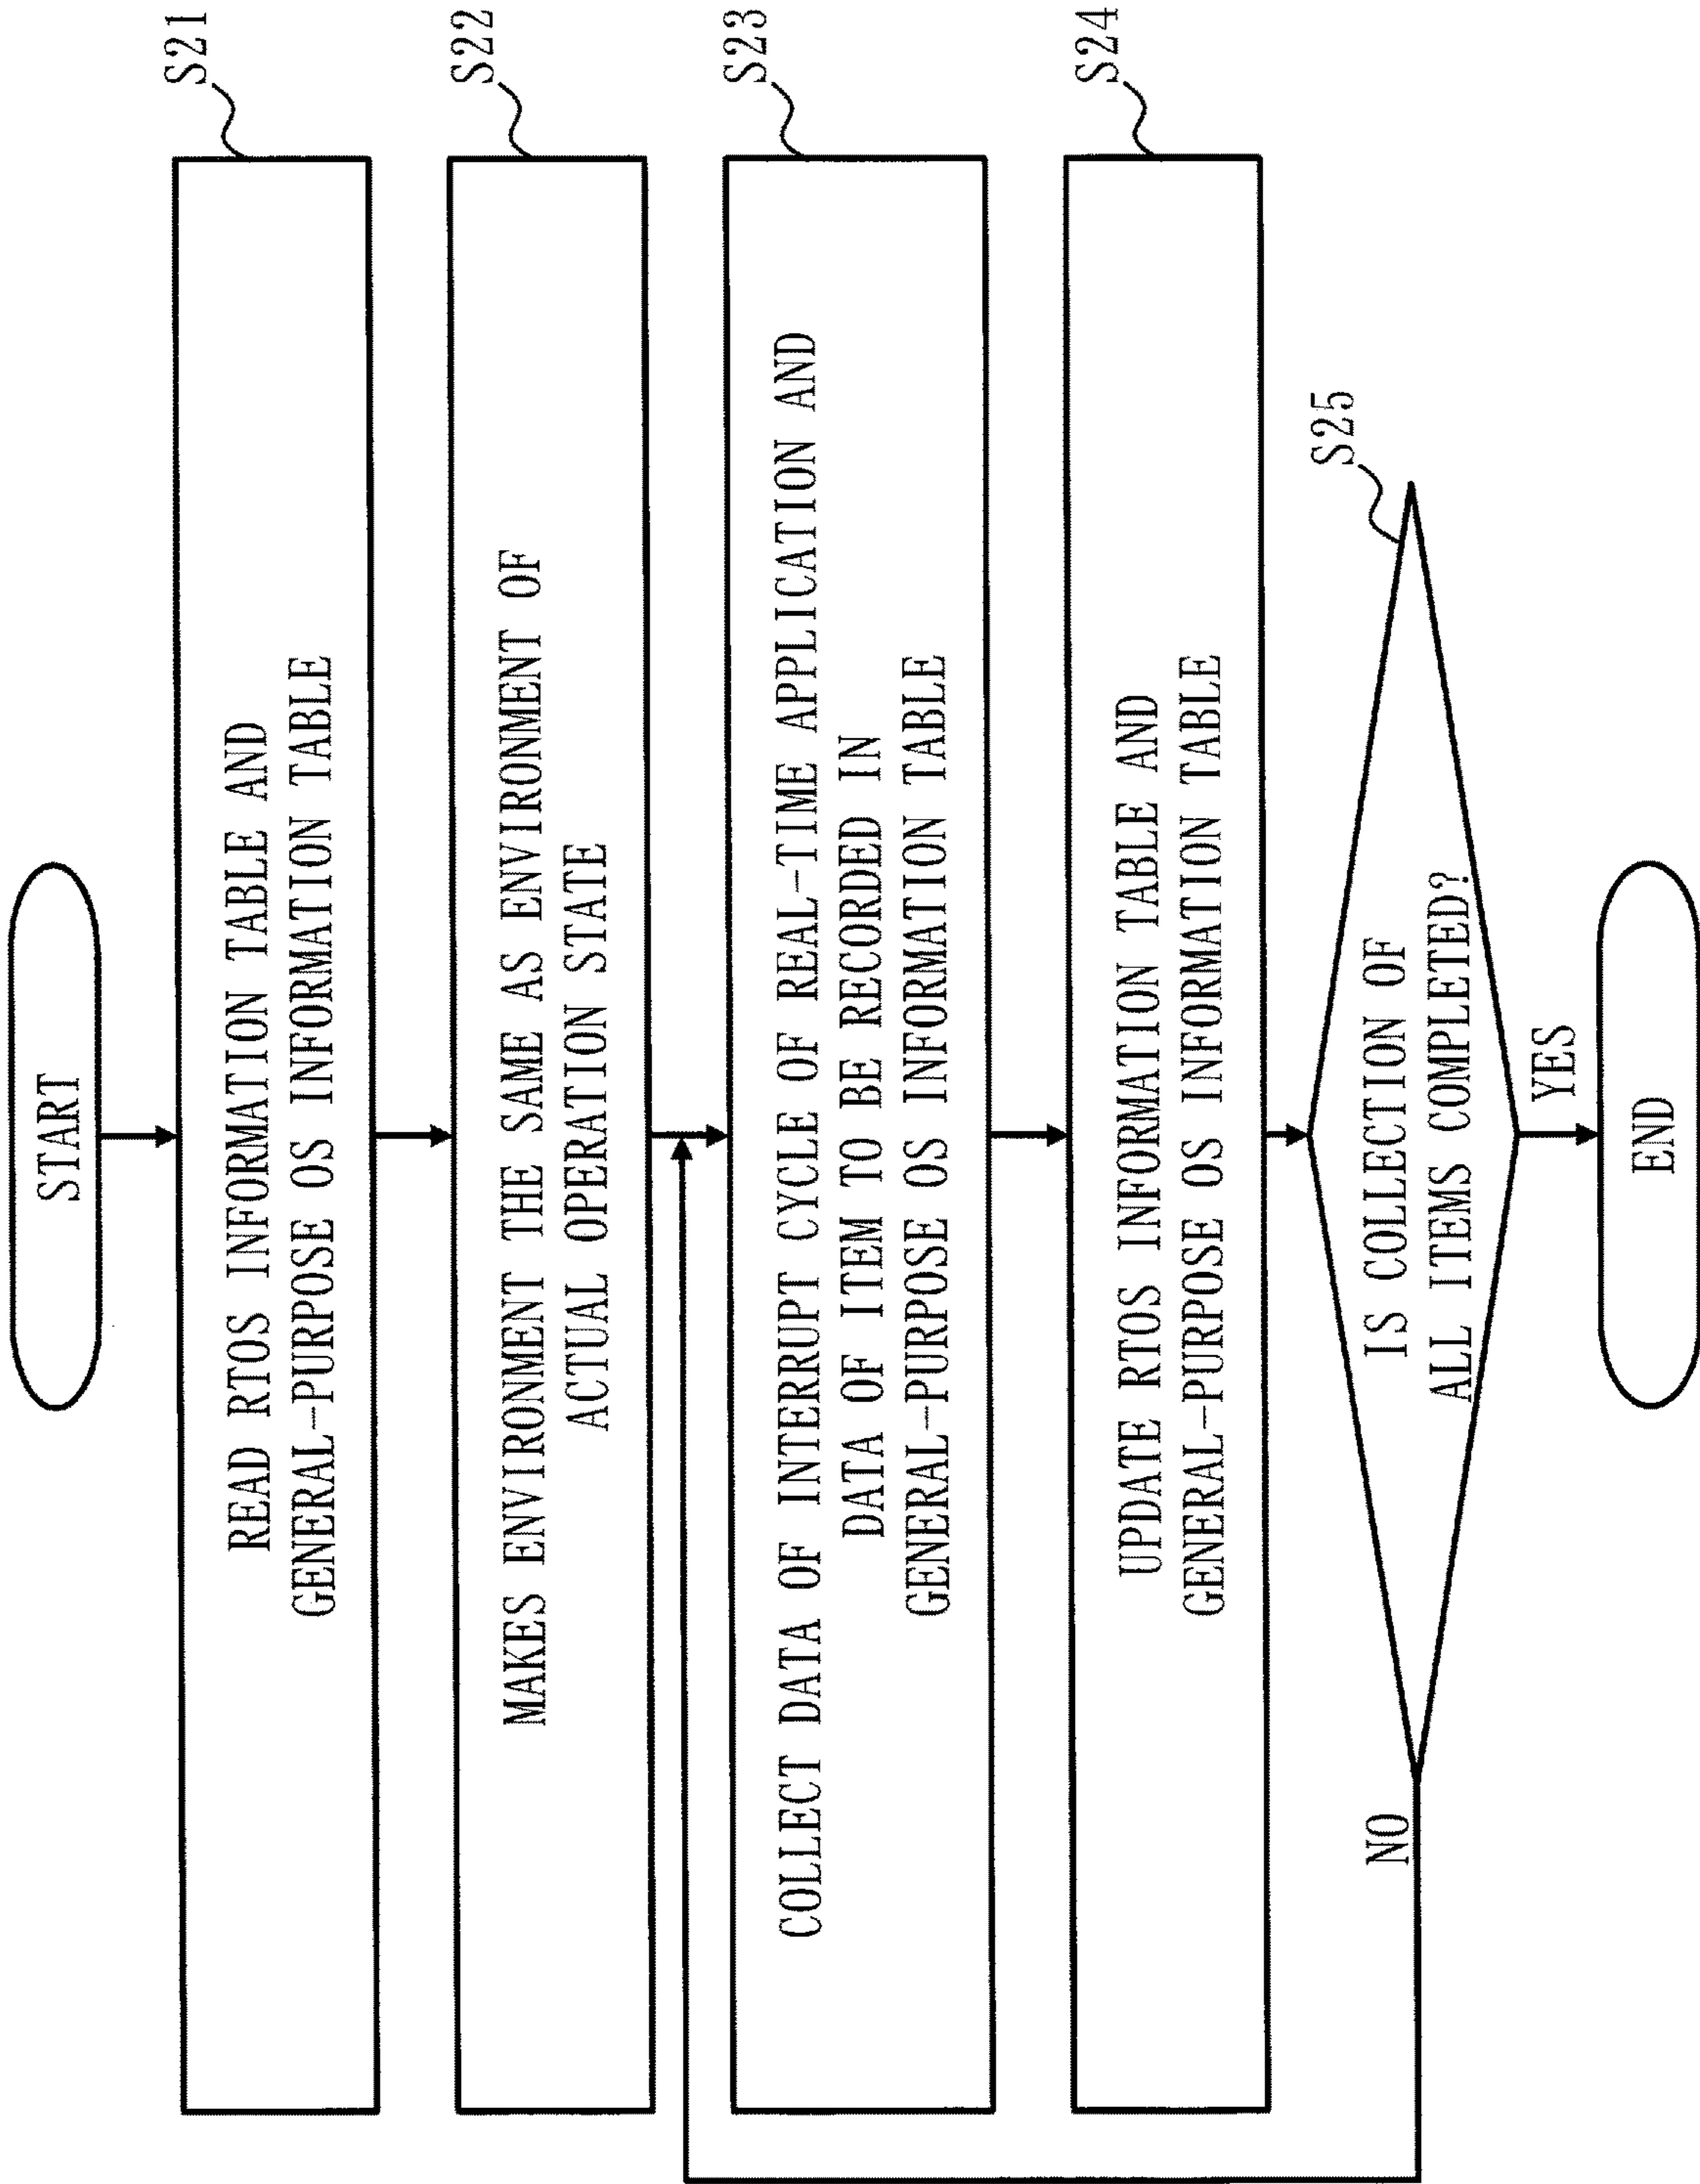 START
S21
READ RTOS INFORMATION TABLE AND
GENERAL-PURPOSE OS INFORMATION TABLE
S22
MAKES ENVIRONMENT THE SAME AS ENVIRONMENT OF
ACTUAL OPERATION STATE
S23
COLLECT DATA OF INTERRUPT CYCLE OF REAL-TIME APPLICATION AND
DATA OF ITEM TO BE RECORDED IN
GENERAL-PURPOSE OS INFORMATION TABLE
S24
UPDATE RTOS INFORMATION TABLE AND
GENERAL-PURPOSE OS INFORMATION TABLE
S25
IS COLLECTION OF
ALL ITEMS COMPLETED?
NO
YES
END